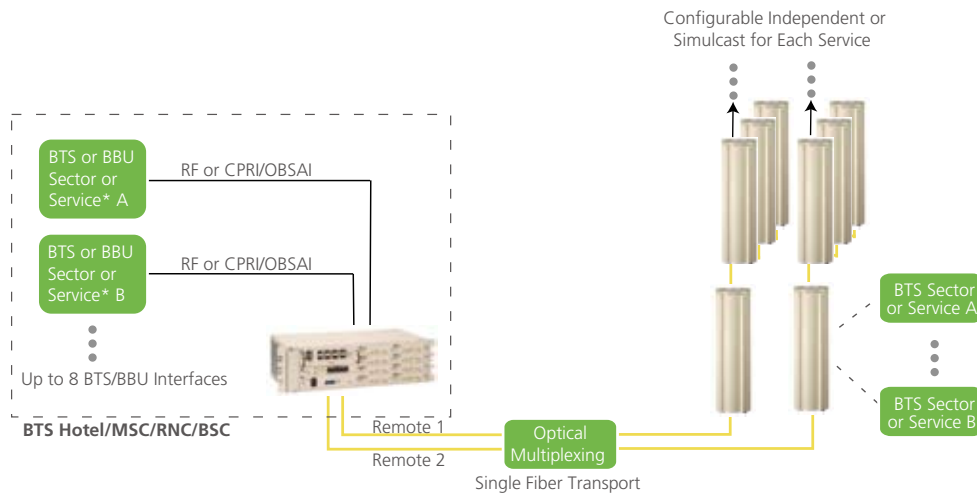 Configurable Independent or
Simulcast for Each Service
BTS or BBU
Sector or
Service* A
RF or CPRI/OBSAI
BTS or BBU
Sector or
Service* B
RF or CPRI/OBSAI
Up to 8 BTS/BBU Interfaces
BTS Hotel/MSC/RNC/BSC
Remote 1
Remote 2
Optical
Multiplexing
Single Fiber Transport
BTS Sector
or Service A
BTS Sector
or Service B